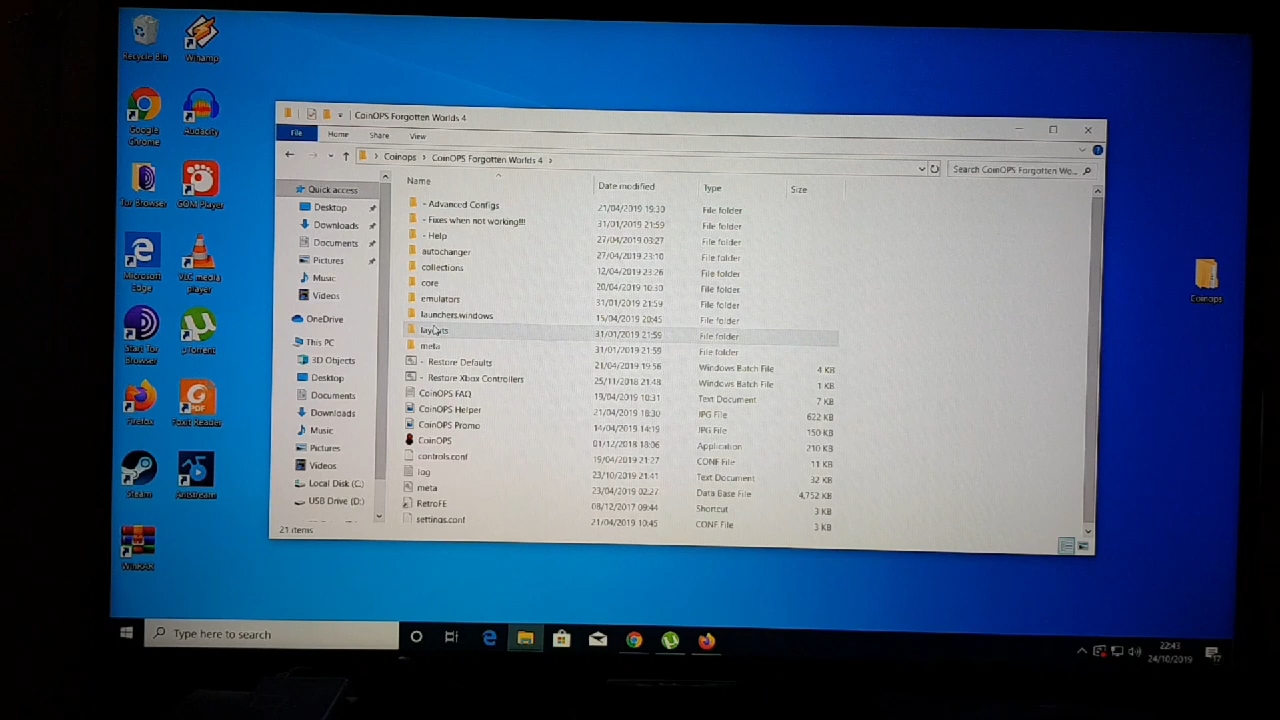 Recycle Bin
Winamp
Google Chrome
Audacity
Tor Browser
GOM Player
Microsoft Edge
VLC media player
Start Tor Browser
µTorrent
Firefox
Foxit Reader
Steam
WinRAR
Coinops
CoinOPS Forgotten Worlds 4
File Home Share View
Coinops > CoinOPS Forgotten Worlds 4 >
Search CoinOPS Forgotten Wo...
Quick access
Desktop
Downloads
Documents
Pictures
Music
Videos
OneDrive
This PC
3D Objects
Desktop
Documents
Downloads
Music
Pictures
Videos
Local Disk (C:)
USB Drive (D:)
Name Date modified Type Size
- Advanced Configs 21/04/2019 19:30 File folder
- Fixes when not working!!! 31/01/2019 21:59 File folder
- Help 27/04/2019 03:27 File folder
autochanger 27/04/2019 23:10 File folder
collections 12/04/2019 23:26 File folder
core 20/04/2019 10:30 File folder
emulators 31/01/2019 21:59 File folder
launchers.windows 15/04/2019 20:45 File folder
layouts 31/01/2019 21:59 File folder
meta 31/01/2019 21:59 File folder
- Restore Defaults 21/04/2019 19:56 Windows Batch File 4 KB
- Restore Xbox Controllers 25/11/2018 21:48 Windows Batch File 1 KB
CoinOPS FAQ 19/04/2019 10:31 Text Document 7 KB
CoinOPS Helper 21/04/2019 18:30 JPG File 622 KB
CoinOPS Promo 14/04/2019 14:19 JPG File 150 KB
CoinOPS 01/12/2018 18:06 Application 210 KB
controls.conf 19/04/2019 21:27 CONF File 11 KB
log 23/10/2019 21:41 Text Document 32 KB
meta 23/04/2019 02:27 Data Base File 4,752 KB
RetroFE 08/12/2017 09:44 Shortcut 3 KB
settings.conf 21/04/2019 10:45 CONF File 3 KB
21 items
Type here to search
22:43
24/10/2019
17